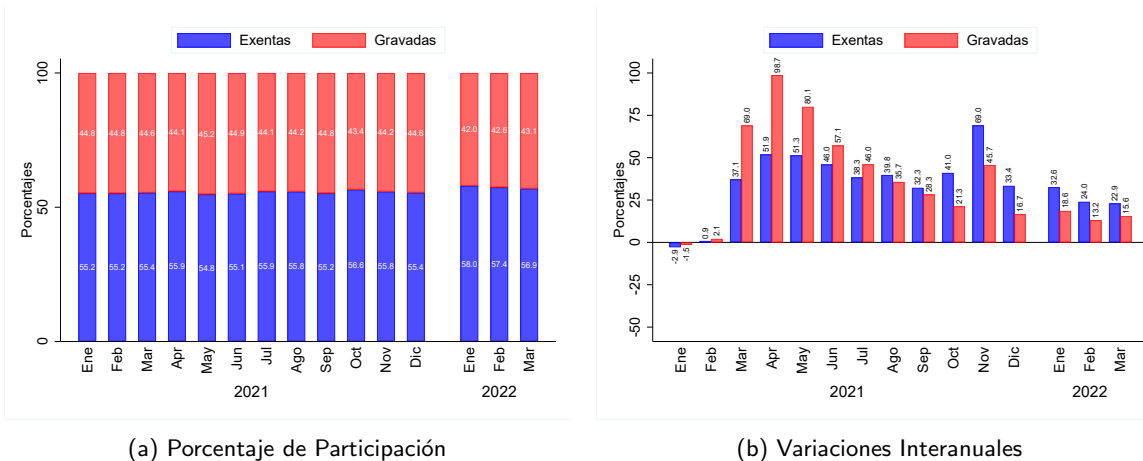 Exentas Gravadas
Porcentajes
100
50
0
44.8 44.8 44.6 44.1 45.2 44.9 44.1 44.2 44.8 43.4 44.2 44.6 42.0 42.6 43.1
55.2 55.2 55.4 55.9 54.8 55.1 55.9 55.8 55.2 56.6 55.8 55.4 58.0 57.4 56.9
Ene Feb Mar Apr May Jun Jul Ago Sep Oct Nov Dic Ene Feb Mar
2021 2022
(a) Porcentaje de Participación
Exentas Gravadas
Porcentajes
100
75
50
25
0
-25
-50
-2.9 -1.5 0.9 2.1 37.1 69.0 51.9 98.7 51.3 80.1 46.0 57.1 38.3 46.0 39.8 35.7 32.3 28.3 41.0 21.3 69.0 45.7 33.4 16.7 32.6 18.6 24.0 13.2 22.9 15.6
Ene Feb Mar Apr May Jun Jul Ago Sep Oct Nov Dic Ene Feb Mar
2021 2022
(b) Variaciones Interanuales